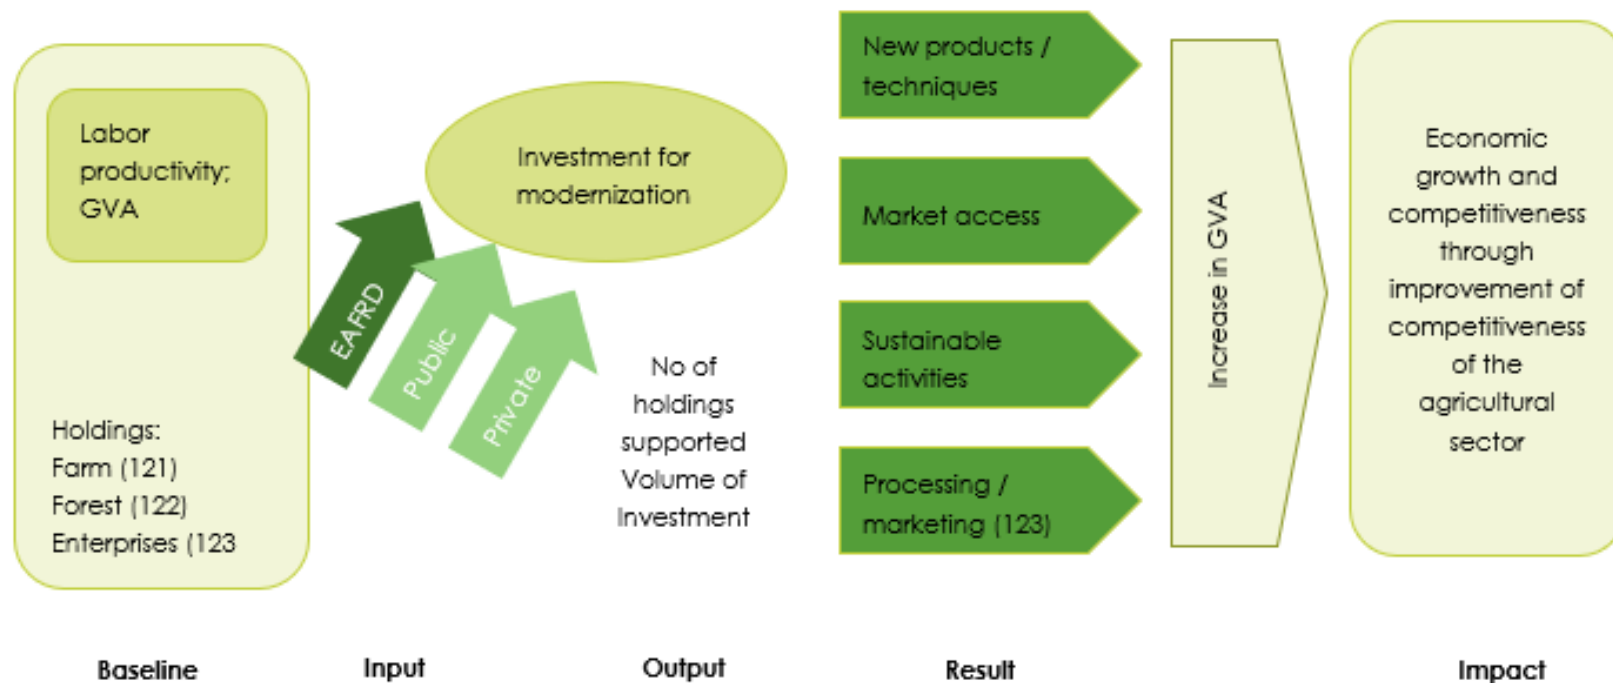 Labor
productivity;
GVA
Holdings:
Farm (121)
Forest (122)
Enterprises (123
EAFRD
Public
Private
Investment for
modernization
No of
holdings
supported
Volume of
Investment
New products /
techniques
Market access
Sustainable
activities
Processing /
marketing (123)
Increase in GVA
Economic
growth and
competitiveness
through
improvement of
competitiveness
of the
agricultural
sector
Baseline
Input
Output
Result
Impact